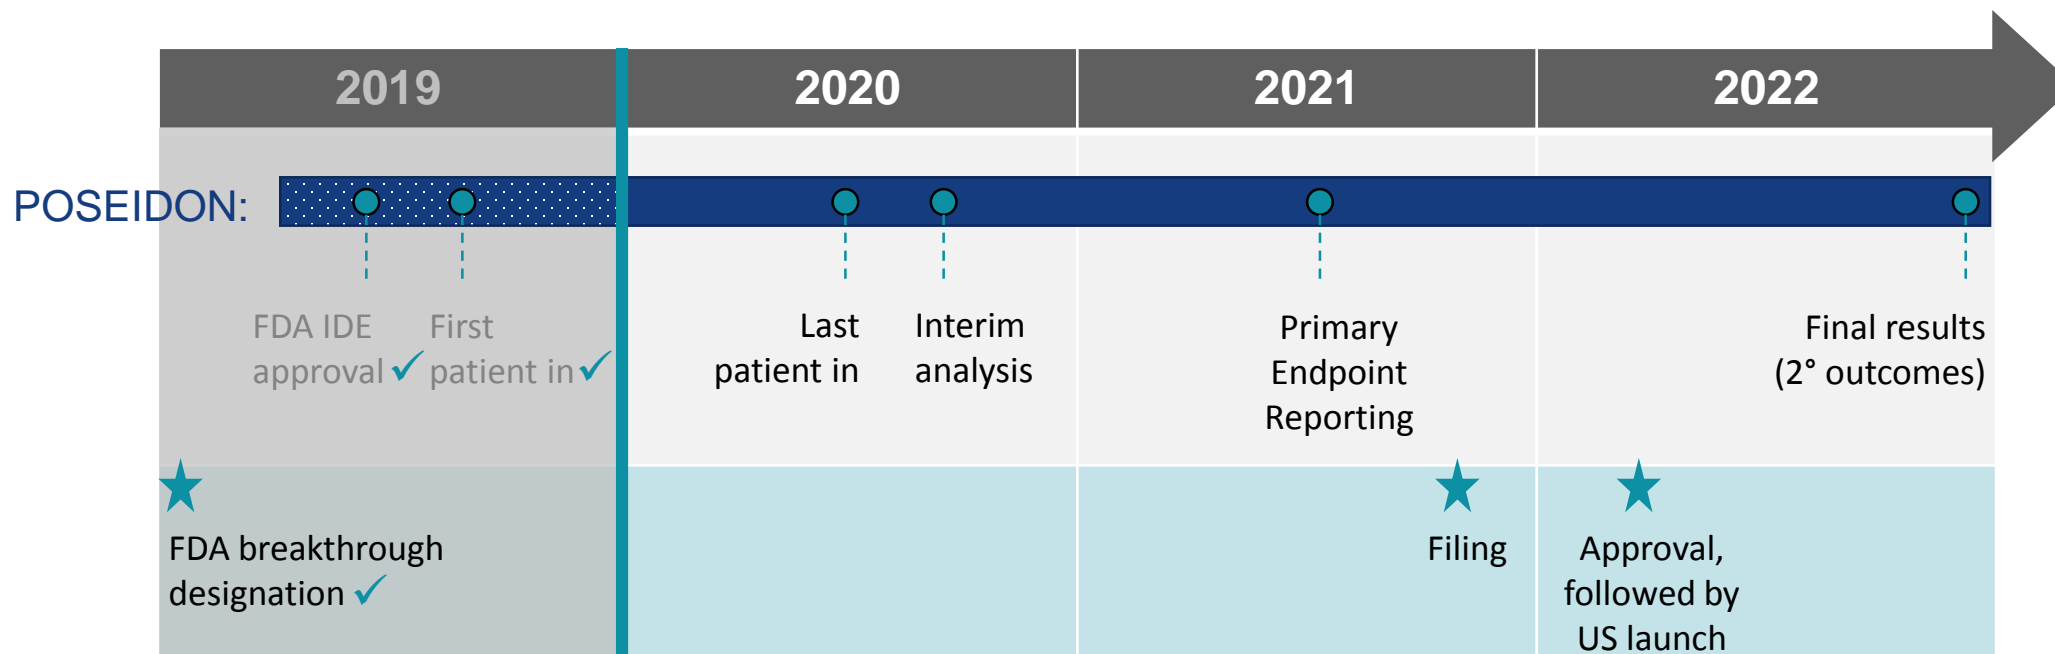 2019
2020
2021
2022
POSEIDON:
FDA IDE
approval ✓
First
patient in ✓
Last
patient in
Interim
analysis
Primary
Endpoint
Reporting
Final results
(2° outcomes)
FDA breakthrough
designation ✓
Filing
Approval,
followed by
US launch